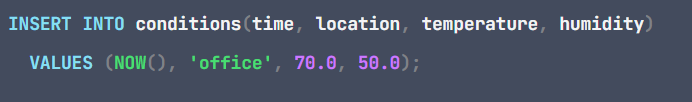 INSERT INTO conditions(time, location, temperature, humidity)
VALUES (NOW(), 'office', 70.0, 50.0);